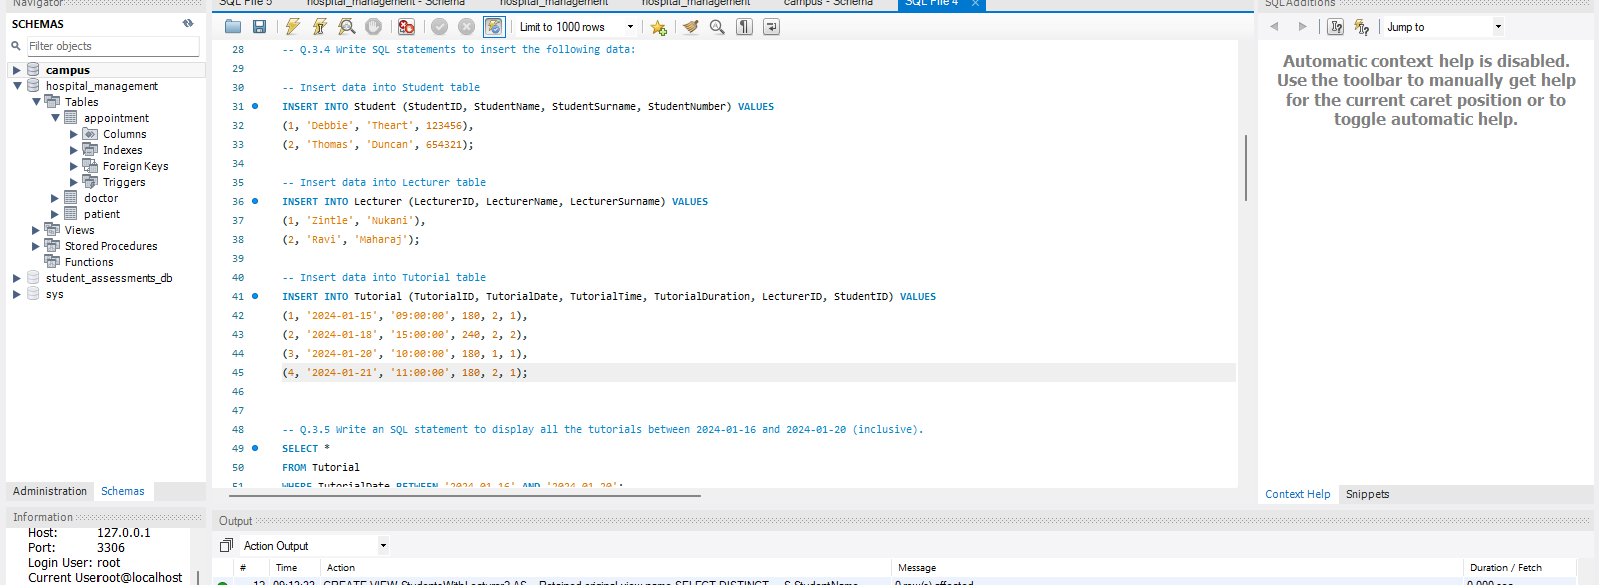 Navigator
SCHEMAS
Filter objects
campus
hospital_management
Tables
appointment
Columns
Indexes
Foreign Keys
Triggers
doctor
patient
Views
Stored Procedures
Functions
student_assessments_db
sys
Administration Schemas
Information
Host: 127.0.0.1
Port: 3306
Login User: root
Current User root@localhost
SQL File 5 hospital_management - Schema hospital_management hospital_management campus - Schema SQL File 4 ×
Limit to 1000 rows
28 -- Q.3.4 Write SQL statements to insert the following data:
29
30 -- Insert data into Student table
31 INSERT INTO Student (StudentID, StudentName, StudentSurname, StudentNumber) VALUES
32 (1, 'Debbie', 'Theart', 123456),
33 (2, 'Thomas', 'Duncan', 654321);
34
35 -- Insert data into Lecturer table
36 INSERT INTO Lecturer (LecturerID, LecturerName, LecturerSurname) VALUES
37 (1, 'Zintle', 'Nukani'),
38 (2, 'Ravi', 'Maharaj');
39
40 -- Insert data into Tutorial table
41 INSERT INTO Tutorial (TutorialID, TutorialDate, TutorialTime, TutorialDuration, LecturerID, StudentID) VALUES
42 (1, '2024-01-15', '09:00:00', 180, 2, 1),
43 (2, '2024-01-18', '15:00:00', 240, 2, 2),
44 (3, '2024-01-20', '10:00:00', 180, 1, 1),
45 (4, '2024-01-21', '11:00:00', 180, 2, 1);
46
47
48 -- Q.3.5 Write an SQL statement to display all the tutorials between 2024-01-16 and 2024-01-20 (inclusive).
49 SELECT *
50 FROM Tutorial
51 WHERE TutorialDate BETWEEN '2024-01-16' AND '2024-01-20';
Output
Action Output
# Time Action Message Duration / Fetch
CREATE VIEW StudentsWithLecturer2 AS -- Retained original view name SELECT DISTINCT S.StudentName 0 row(s) affected 0.000 sec
SQLAdditions
Jump to
Automatic context help is disabled.
Use the toolbar to manually get help
for the current caret position or to
toggle automatic help.
Context Help Snippets